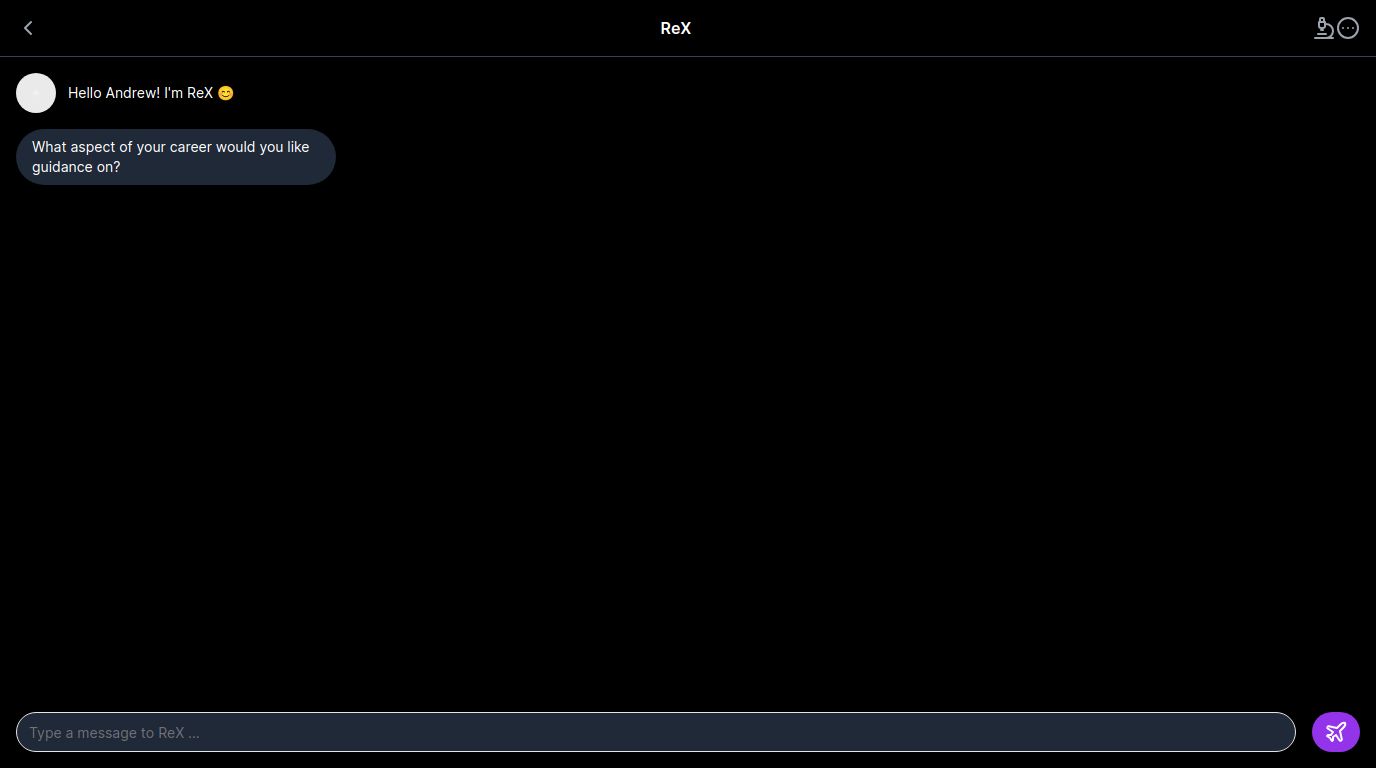 ReX
Hello Andrew! I'm ReX 😊
What aspect of your career would you like
guidance on?
Type a message to ReX ...